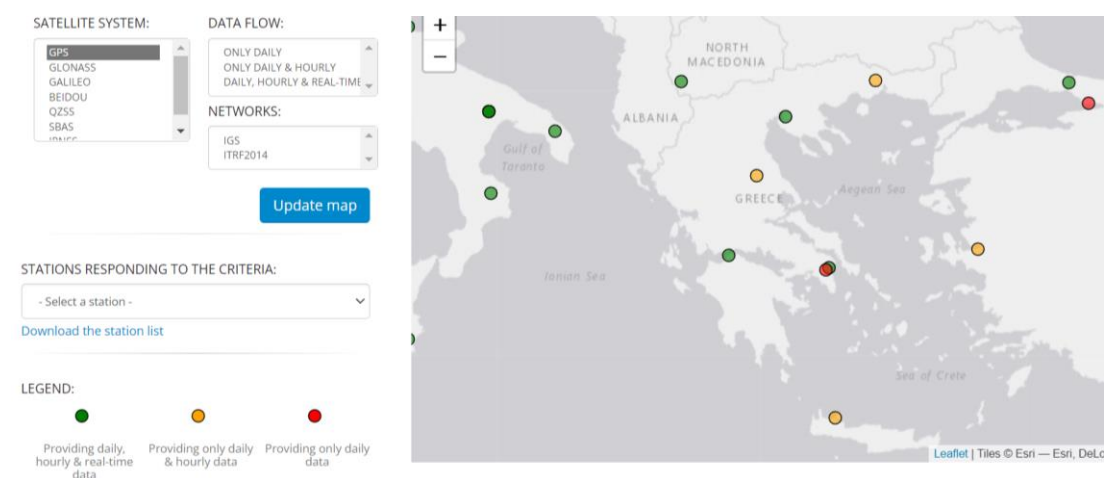 SATELLITE SYSTEM:
GPS
GLONASS
GALILEO
BEIDOU
QZSS
SBAS
DATA FLOW:
ONLY DAILY
ONLY DAILY & HOURLY
DAILY, HOURLY & REAL-TIME
NETWORKS:
IGS
ITRF2014
Update map
STATIONS RESPONDING TO THE CRITERIA:
- Select a station -
Download the station list
LEGEND:
Providing daily,
hourly & real-time
data
Providing only daily
& hourly data
Providing only daily
data
+
−
NORTH
MACEDONIA
ALBANIA
Gulf of
Taranto
GREECE
Aegean Sea
Ionian Sea
Sea of Crete
Leaflet | Tiles © Esri — Esri, DeLo